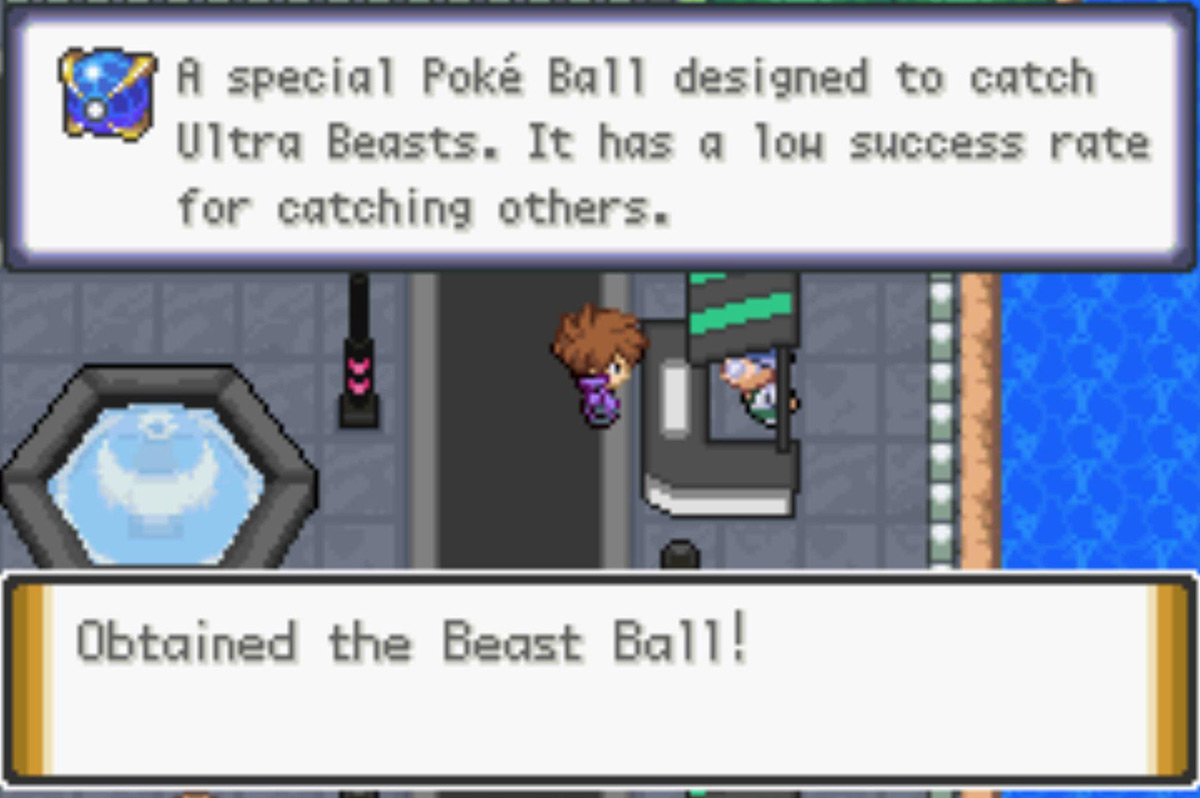 A special Poké Ball designed to catch
Ultra Beasts. It has a low success rate
for catching others.
Obtained the Beast Ball!